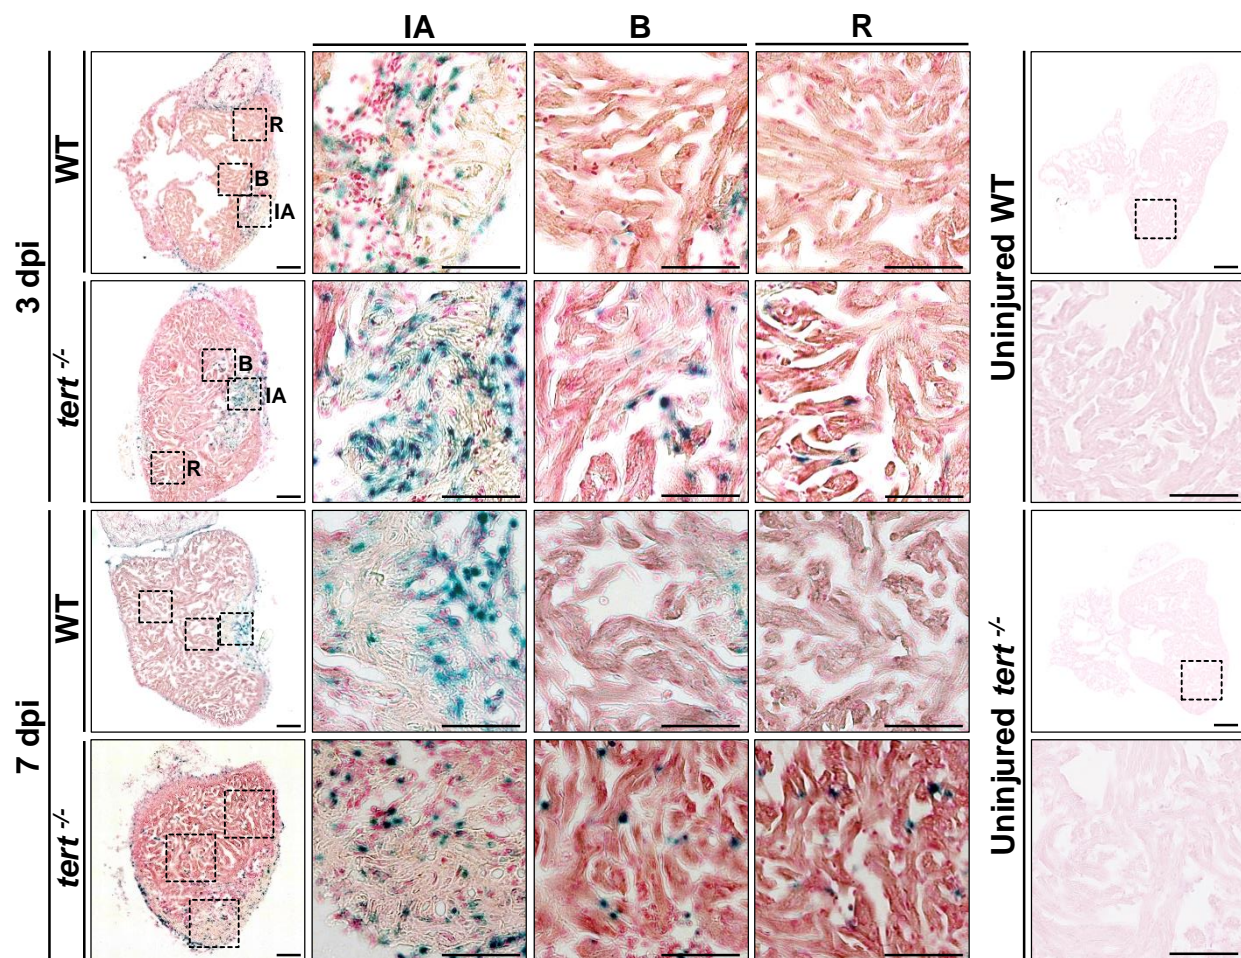 IA B R
3 dpi
WT
R
B
IA
tert -/-
B
IA
R
7 dpi
WT
tert -/-
Uninjured WT
Uninjured tert -/-